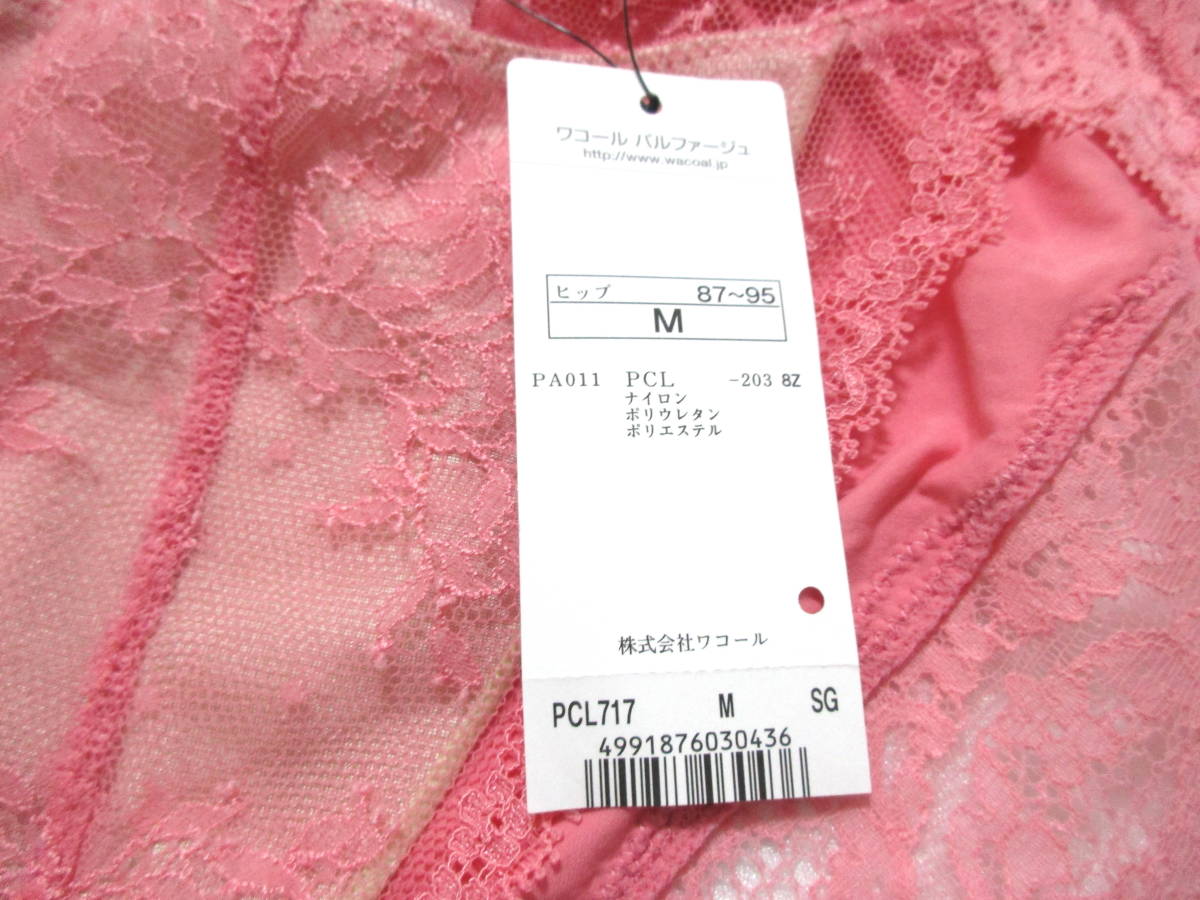 ワコール パルファージュ
http://www.wacoal.jp
ヒップ 87~95
M
PA011 PCL -203 8Z
ナイロン
ポリウレタン
ポリエステル
株式会社ワコール
PCL717 M SG
4991876030436